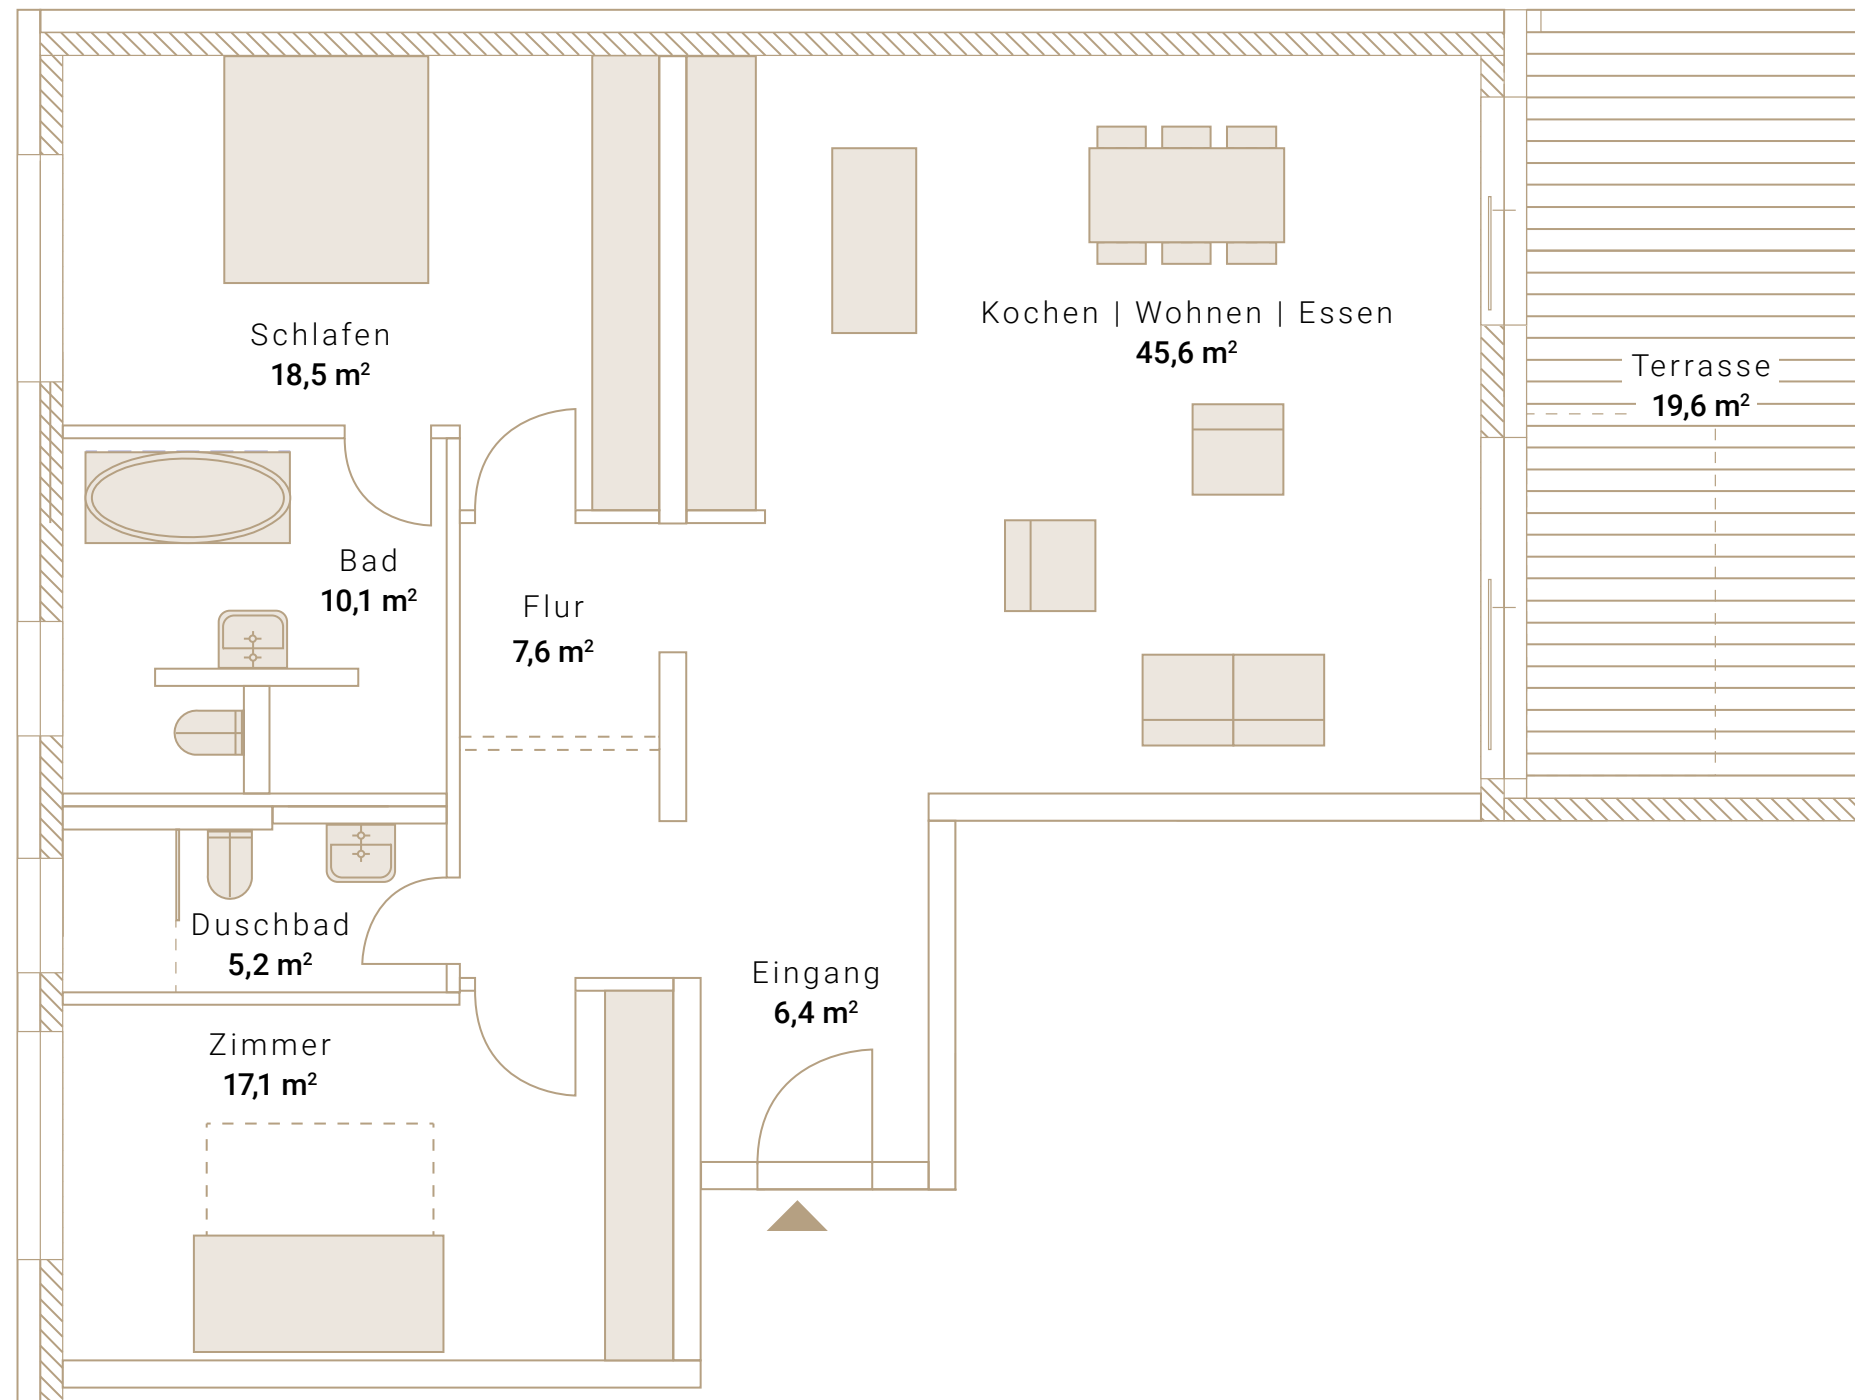 Schlafen
18,5 m²
Kochen | Wohnen | Essen
45,6 m²
Terrasse
19,6 m²
Bad
10,1 m²
Flur
7,6 m²
Duschbad
5,2 m²
Eingang
6,4 m²
Zimmer
17,1 m²